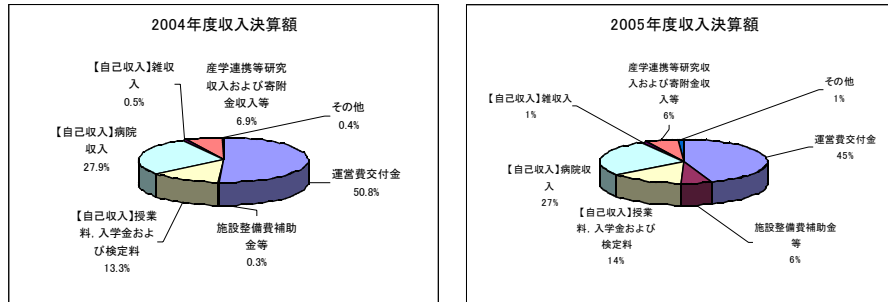 2004年度収入決算額
【自己収入】雑収
入
0.5%
産学連携等研究
収入および寄附
金収入等
6.9%
その他
0.4%
【自己収入】病院
収入
27.9%
運営費交付金
50.8%
【自己収入】授業
料，入学金およ
び検定料
13.3%
施設整備費補助
金等
0.3%
2005年度収入決算額
産学連携等研究収
入および寄附金収
入等
6%
その他
1%
【自己収入】雑収入
1%
運営費交付金
45%
【自己収入】病院収
入
27%
【自己収入】授業
料，入学金および
検定料
14%
施設整備費補助金
等
6%